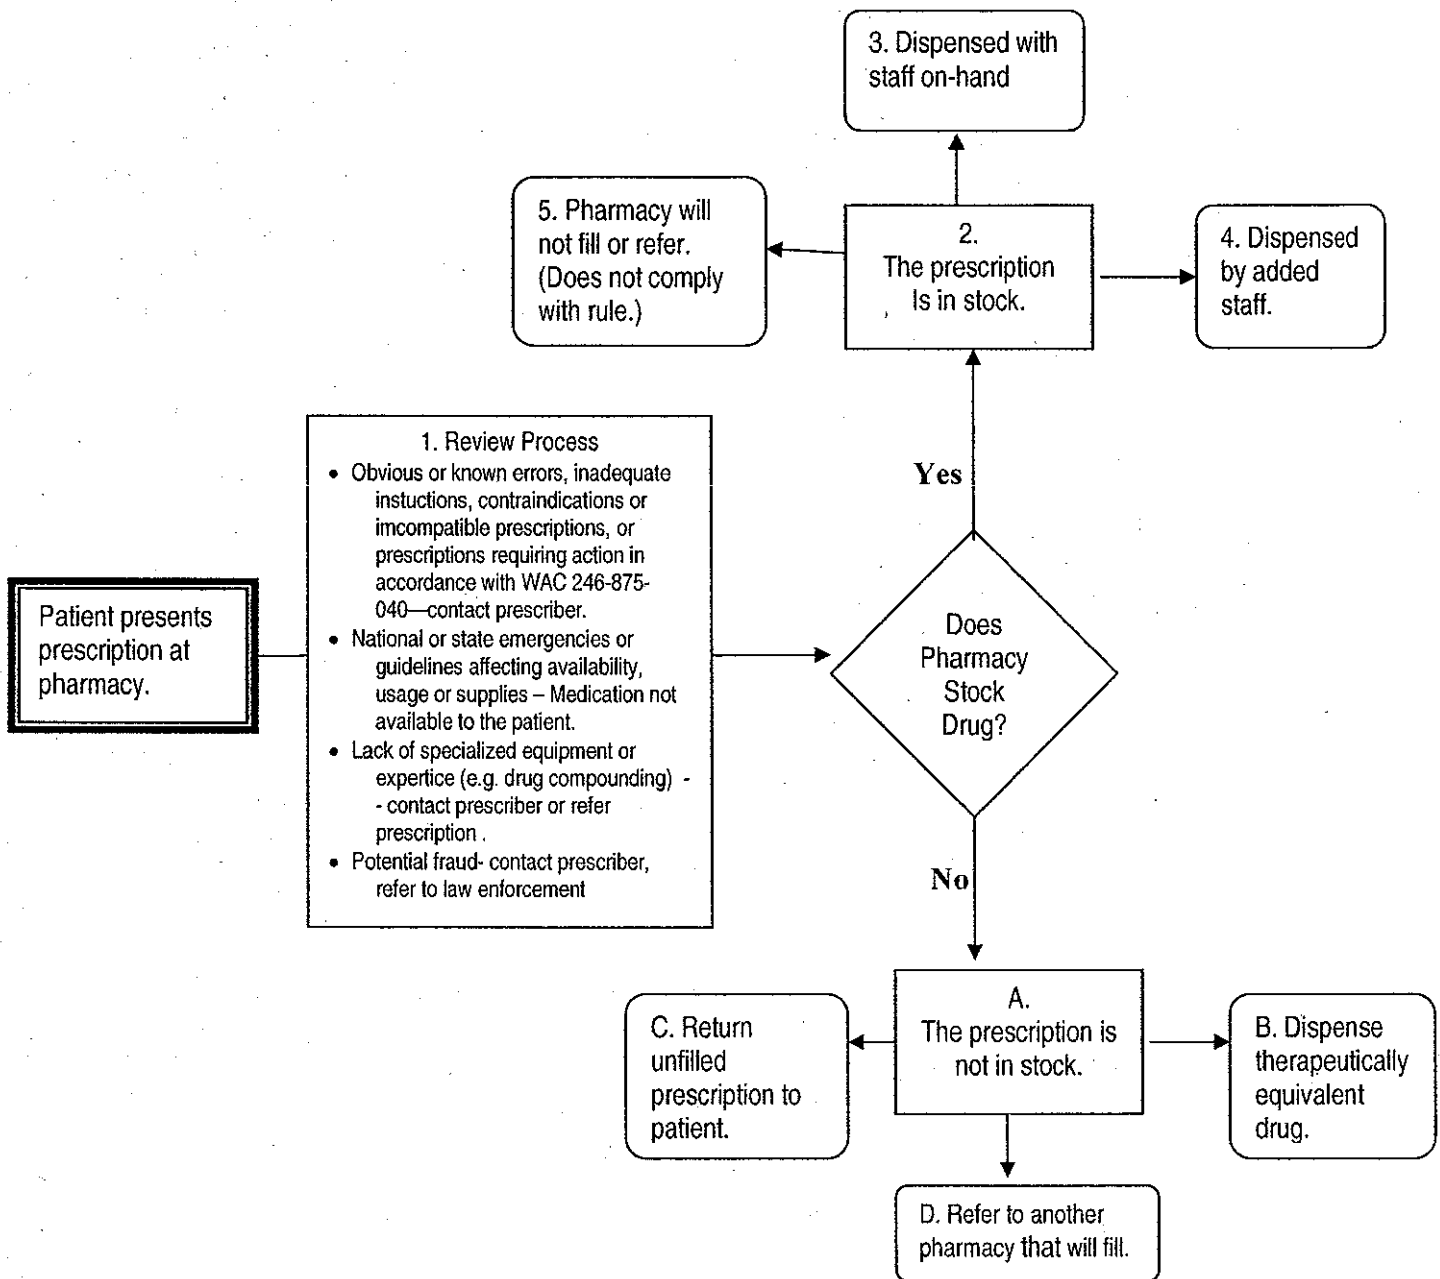 3. Dispensed with
staff on-hand
5. Pharmacy will
not fill or refer.
(Does not comply
with rule.)
2.
The prescription
Is in stock.
4. Dispensed
by added
staff.
Yes
1. Review Process
• Obvious or known errors, inadequate
instuctions, contraindications or
imcompatible prescriptions, or
prescriptions requiring action in
accordance with WAC 246-875-
040—contact prescriber.
• National or state emergencies or
guidelines affecting availability,
usage or supplies – Medication not
available to the patient.
• Lack of specialized equipment or
expertice (e.g. drug compounding) -
- contact prescriber or refer
prescription .
• Potential fraud- contact prescriber,
refer to law enforcement
Patient presents
prescription at
pharmacy.
Does
Pharmacy
Stock
Drug?
No
A.
The prescription is
not in stock.
C. Return
unfilled
prescription to
patient.
B. Dispense
therapeutically
equivalent
drug.
D. Refer to another
pharmacy that will fill.